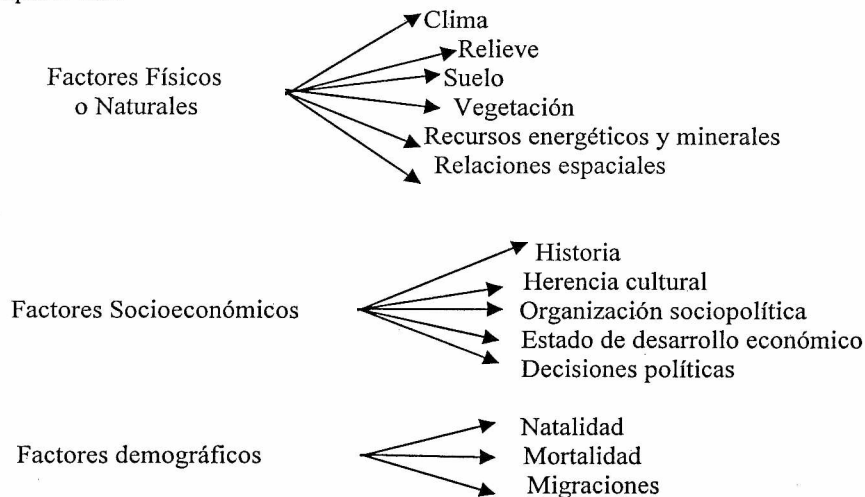 Clima
Relieve
Factores Físicos
o Naturales
Suelo
Vegetación
Recursos energéticos y minerales
Relaciones espaciales
Historia
Herencia cultural
Factores Socioeconómicos
Organización sociopolítica
Estado de desarrollo económico
Decisiones políticas
Natalidad
Factores demográficos
Mortalidad
Migraciones